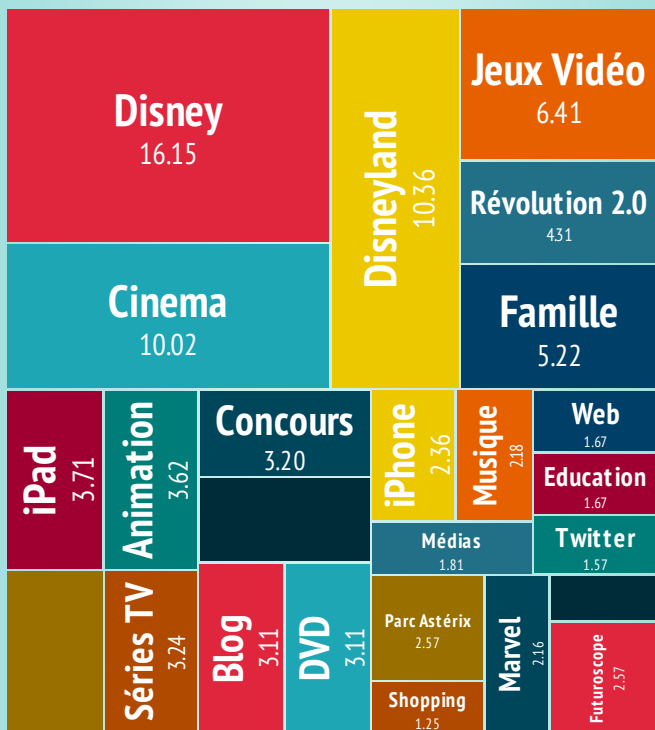 Disney
16.15
Disneyland
10.36
Jeux Vidéo
6.41
Révolution 2.0
4.31
Cinema
10.02
Famille
5.22
iPad
3.71
Animation
3.62
Concours
3.20
iPhone
2.36
Musique
2.18
Web
1.67
Education
1.67
Médias
1.81
Twitter
1.57
Séries TV
3.24
Blog
3.11
DVD
3.11
Parc Astérix
2.57
Shopping
1.25
Marvel
2.16
Futuroscope
2.57